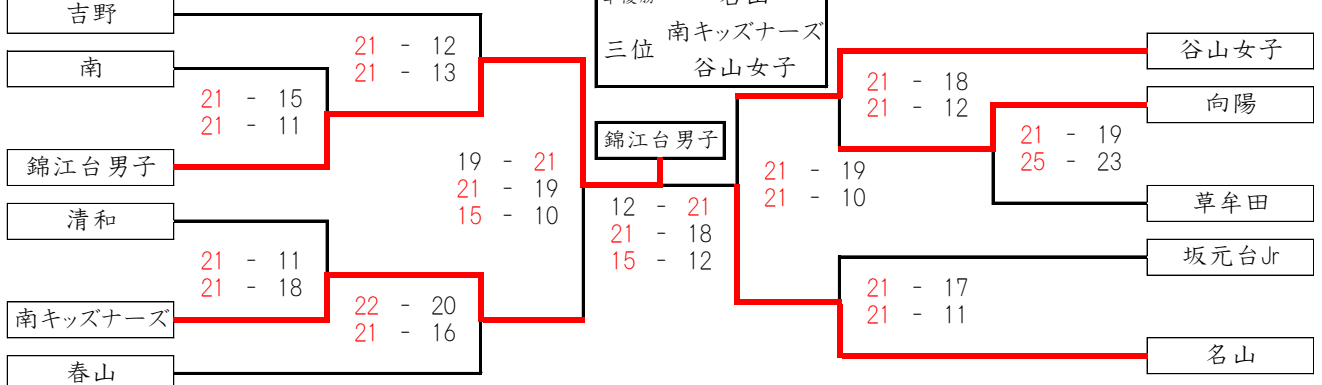 吉野
南
錦江台男子
清和
南キッズナーズ
春山
21 - 12
21 - 13
21 - 15
21 - 11
21 - 11
21 - 18
22 - 20
21 - 16
19 - 21
21 - 19
15 - 10
南キッズナーズ
三位
谷山女子
錦江台男子
12 - 21
21 - 18
15 - 12
21 - 19
21 - 10
21 - 18
21 - 12
21 - 19
25 - 23
21 - 17
21 - 11
谷山女子
向陽
草牟田
坂元台Jr
名山